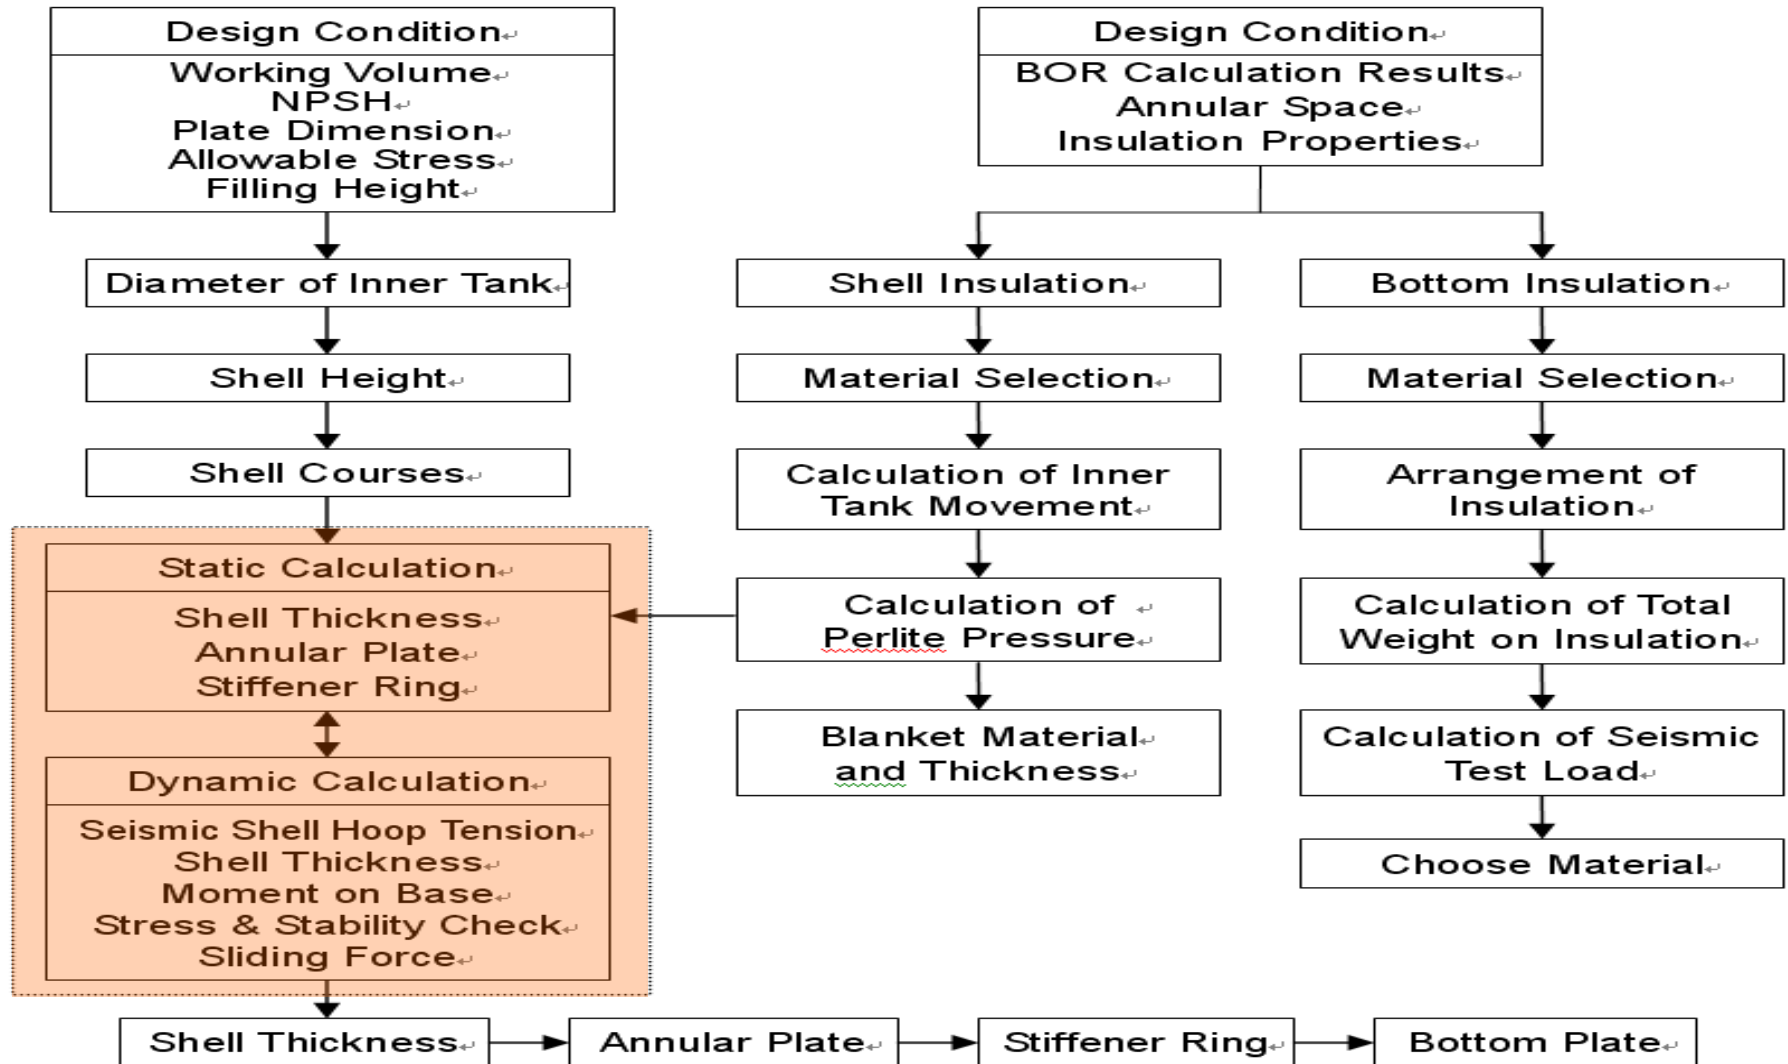 Design Condition
Working Volume
NPSH
Plate Dimension
Allowable Stress
Filling Height
Diameter of Inner Tank
Shell Height
Shell Courses
Static Calculation
Shell Thickness
Annular Plate
Stiffener Ring
Dynamic Calculation
Seismic Shell Hoop Tension
Shell Thickness
Moment on Base
Stress & Stability Check
Sliding Force
Design Condition
BOR Calculation Results
Annular Space
Insulation Properties
Shell Insulation
Material Selection
Calculation of Inner
Tank Movement
Calculation of
Perlite Pressure
Blanket Material
and Thickness
Bottom Insulation
Material Selection
Arrangement of
Insulation
Calculation of Total
Weight on Insulation
Calculation of Seismic
Test Load
Choose Material
Shell Thickness
Annular Plate
Stiffener Ring
Bottom Plate